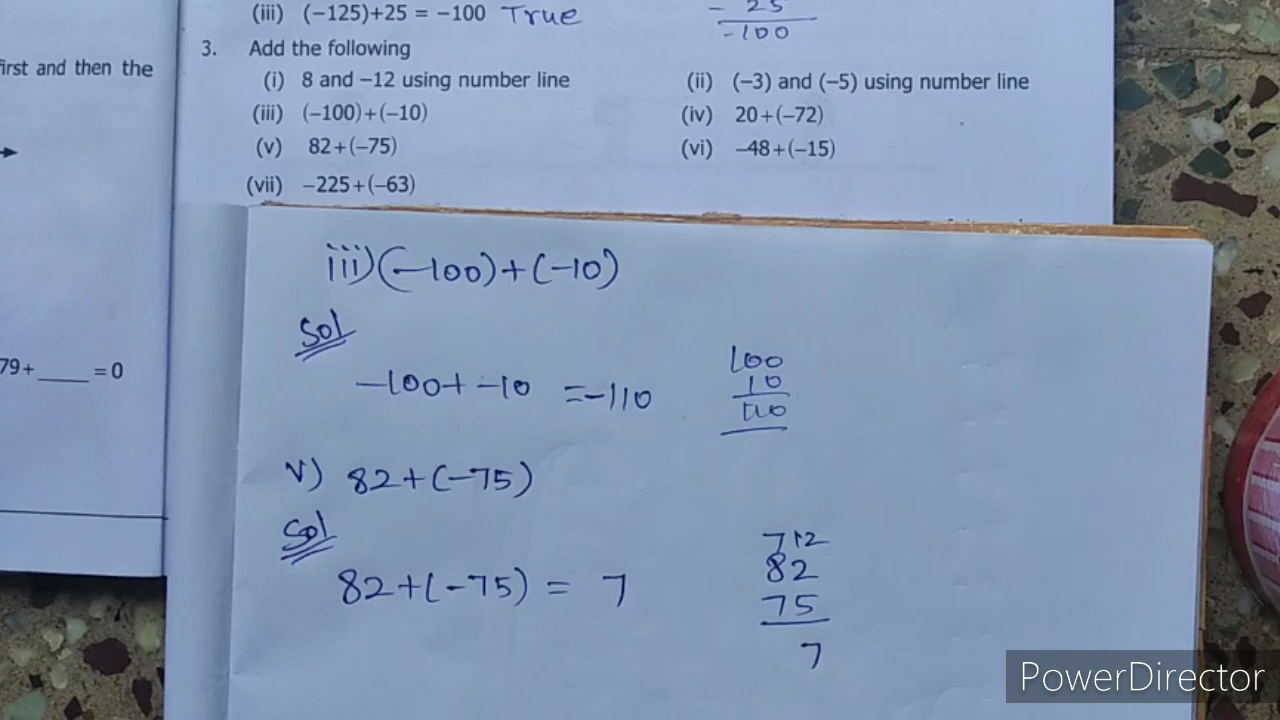 (iii) (−125)+25 = −100 True
- 25
-100
irst and then the
3. Add the following
(i) 8 and −12 using number line
(ii) (−3) and (−5) using number line
(iii) (−100)+(−10)
(iv) 20+(−72)
(v) 82+(−75)
(vi) −48+(−15)
(vii) −225+(−63)
79+____=0
iii) (-100)+(-10)
Sol
-100+ -10 = -110
100
10
110
v) 82+(-75)
Sol
82+(-75) = 7
7 12
82
75
7
PowerDirector